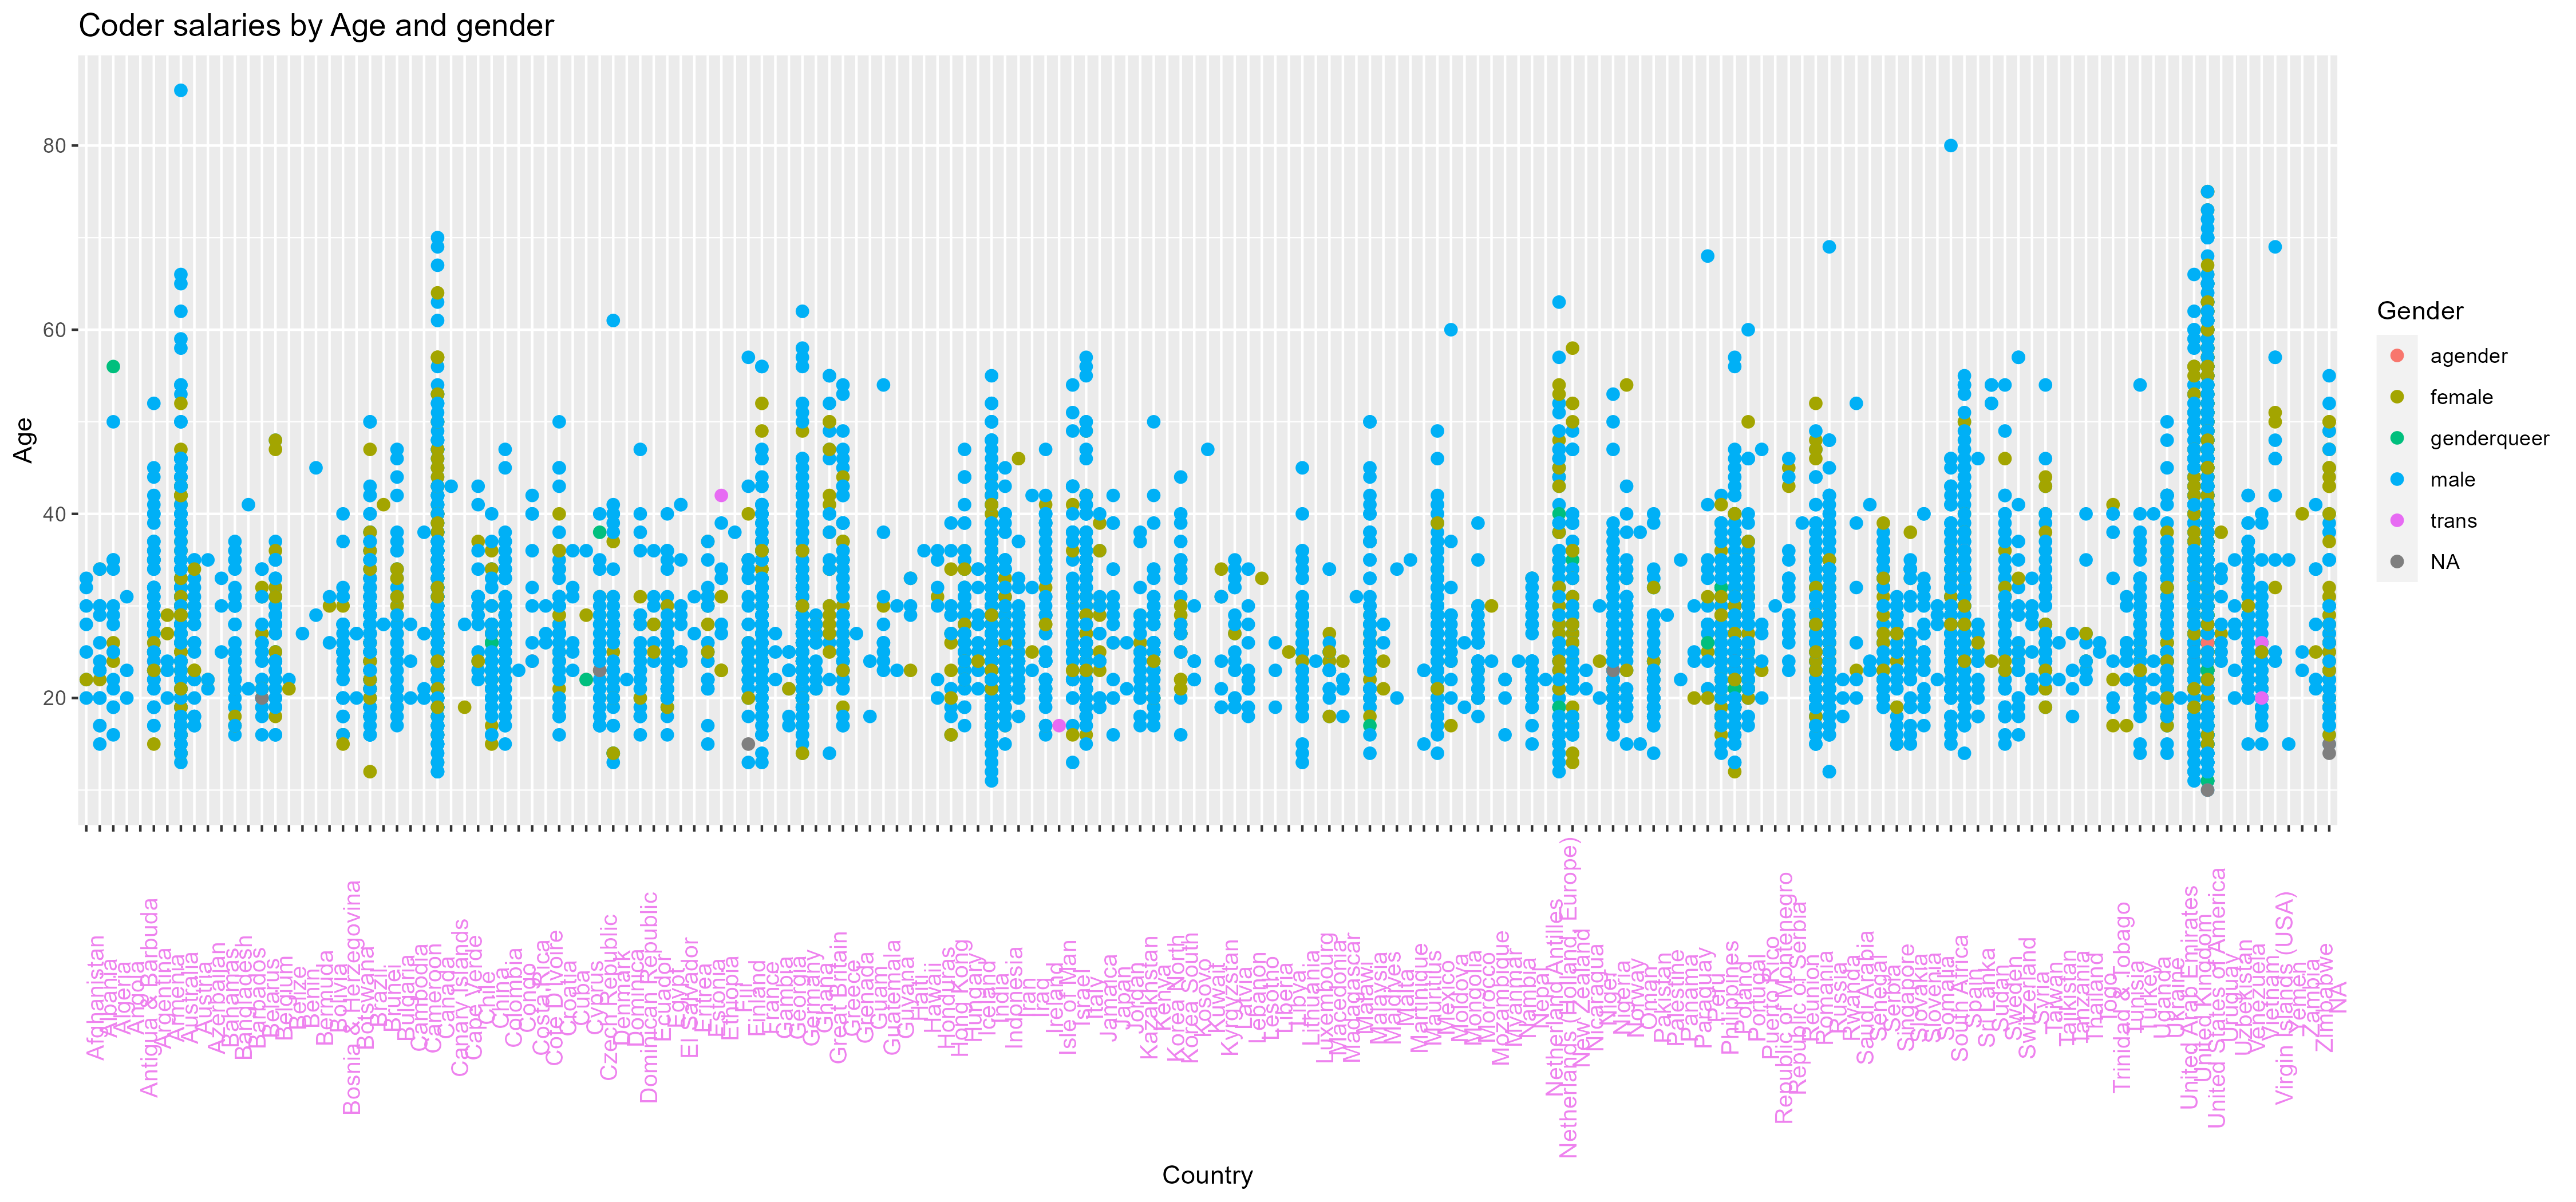 Coder salaries by Age and gender
Age
80
60
40
20
Gender
agender
female
genderqueer
male
trans
NA
Afghanistan
Albania
Algeria
Angola
Antigua & Barbuda
Argentina
Armenia
Australia
Austria
Azerbaijan
Bahamas
Bangladesh
Barbados
Belarus
Belgium
Belize
Benin
Bermuda
Bolivia
Bosnia & Herzegovina
Botswana
Brazil
Brunei
Bulgaria
Cambodia
Cameroon
Canada
Canary Islands
Cape Verde
Chile
China
Colombia
Congo
Costa Rica
Cote D'Ivoire
Croatia
Cuba
Cyprus
Czech Republic
Denmark
Dominica
Dominican Republic
Ecuador
Egypt
El Salvador
Eritrea
Estonia
Ethiopia
Fiji
Finland
France
Gambia
Georgia
Germany
Ghana
Great Britain
Greece
Grenada
Guam
Guatemala
Guyana
Haiti
Hawaii
Honduras
Hong Kong
Hungary
Iceland
India
Indonesia
Iran
Iraq
Ireland
Isle of Man
Israel
Italy
Jamaica
Japan
Jordan
Kazakhstan
Kenya
Korea North
Korea South
Kosovo
Kuwait
Kyrgyzstan
Latvia
Lebanon
Lesotho
Liberia
Libya
Lithuania
Luxembourg
Macedonia
Madagascar
Malawi
Malaysia
Maldives
Malta
Martinique
Mauritius
Mexico
Moldova
Mongolia
Morocco
Mozambique
Myanmar
Nambia
Nepal
Netherland Antilles
Netherlands (Holland, Europe)
New Zealand
Nicaragua
Niger
Nigeria
Norway
Oman
Pakistan
Palestine
Panama
Paraguay
Peru
Philippines
Poland
Portugal
Puerto Rico
Republic of Montenegro
Republic of Serbia
Reunion
Romania
Russia
Rwanda
Saudi Arabia
Senegal
Serbia
Singapore
Slovakia
Slovenia
Somalia
South Africa
Spain
Sri Lanka
Sudan
Sweden
Switzerland
Syria
Taiwan
Tajikistan
Tanzania
Thailand
Togo
Trinidad & Tobago
Tunisia
Turkey
Uganda
Ukraine
United Arab Emirates
United Kingdom
United States of America
Uruguay
Uzbekistan
Venezuela
Vietnam
Virgin Islands (USA)
Yemen
Zambia
Zimbabwe
NA
Country